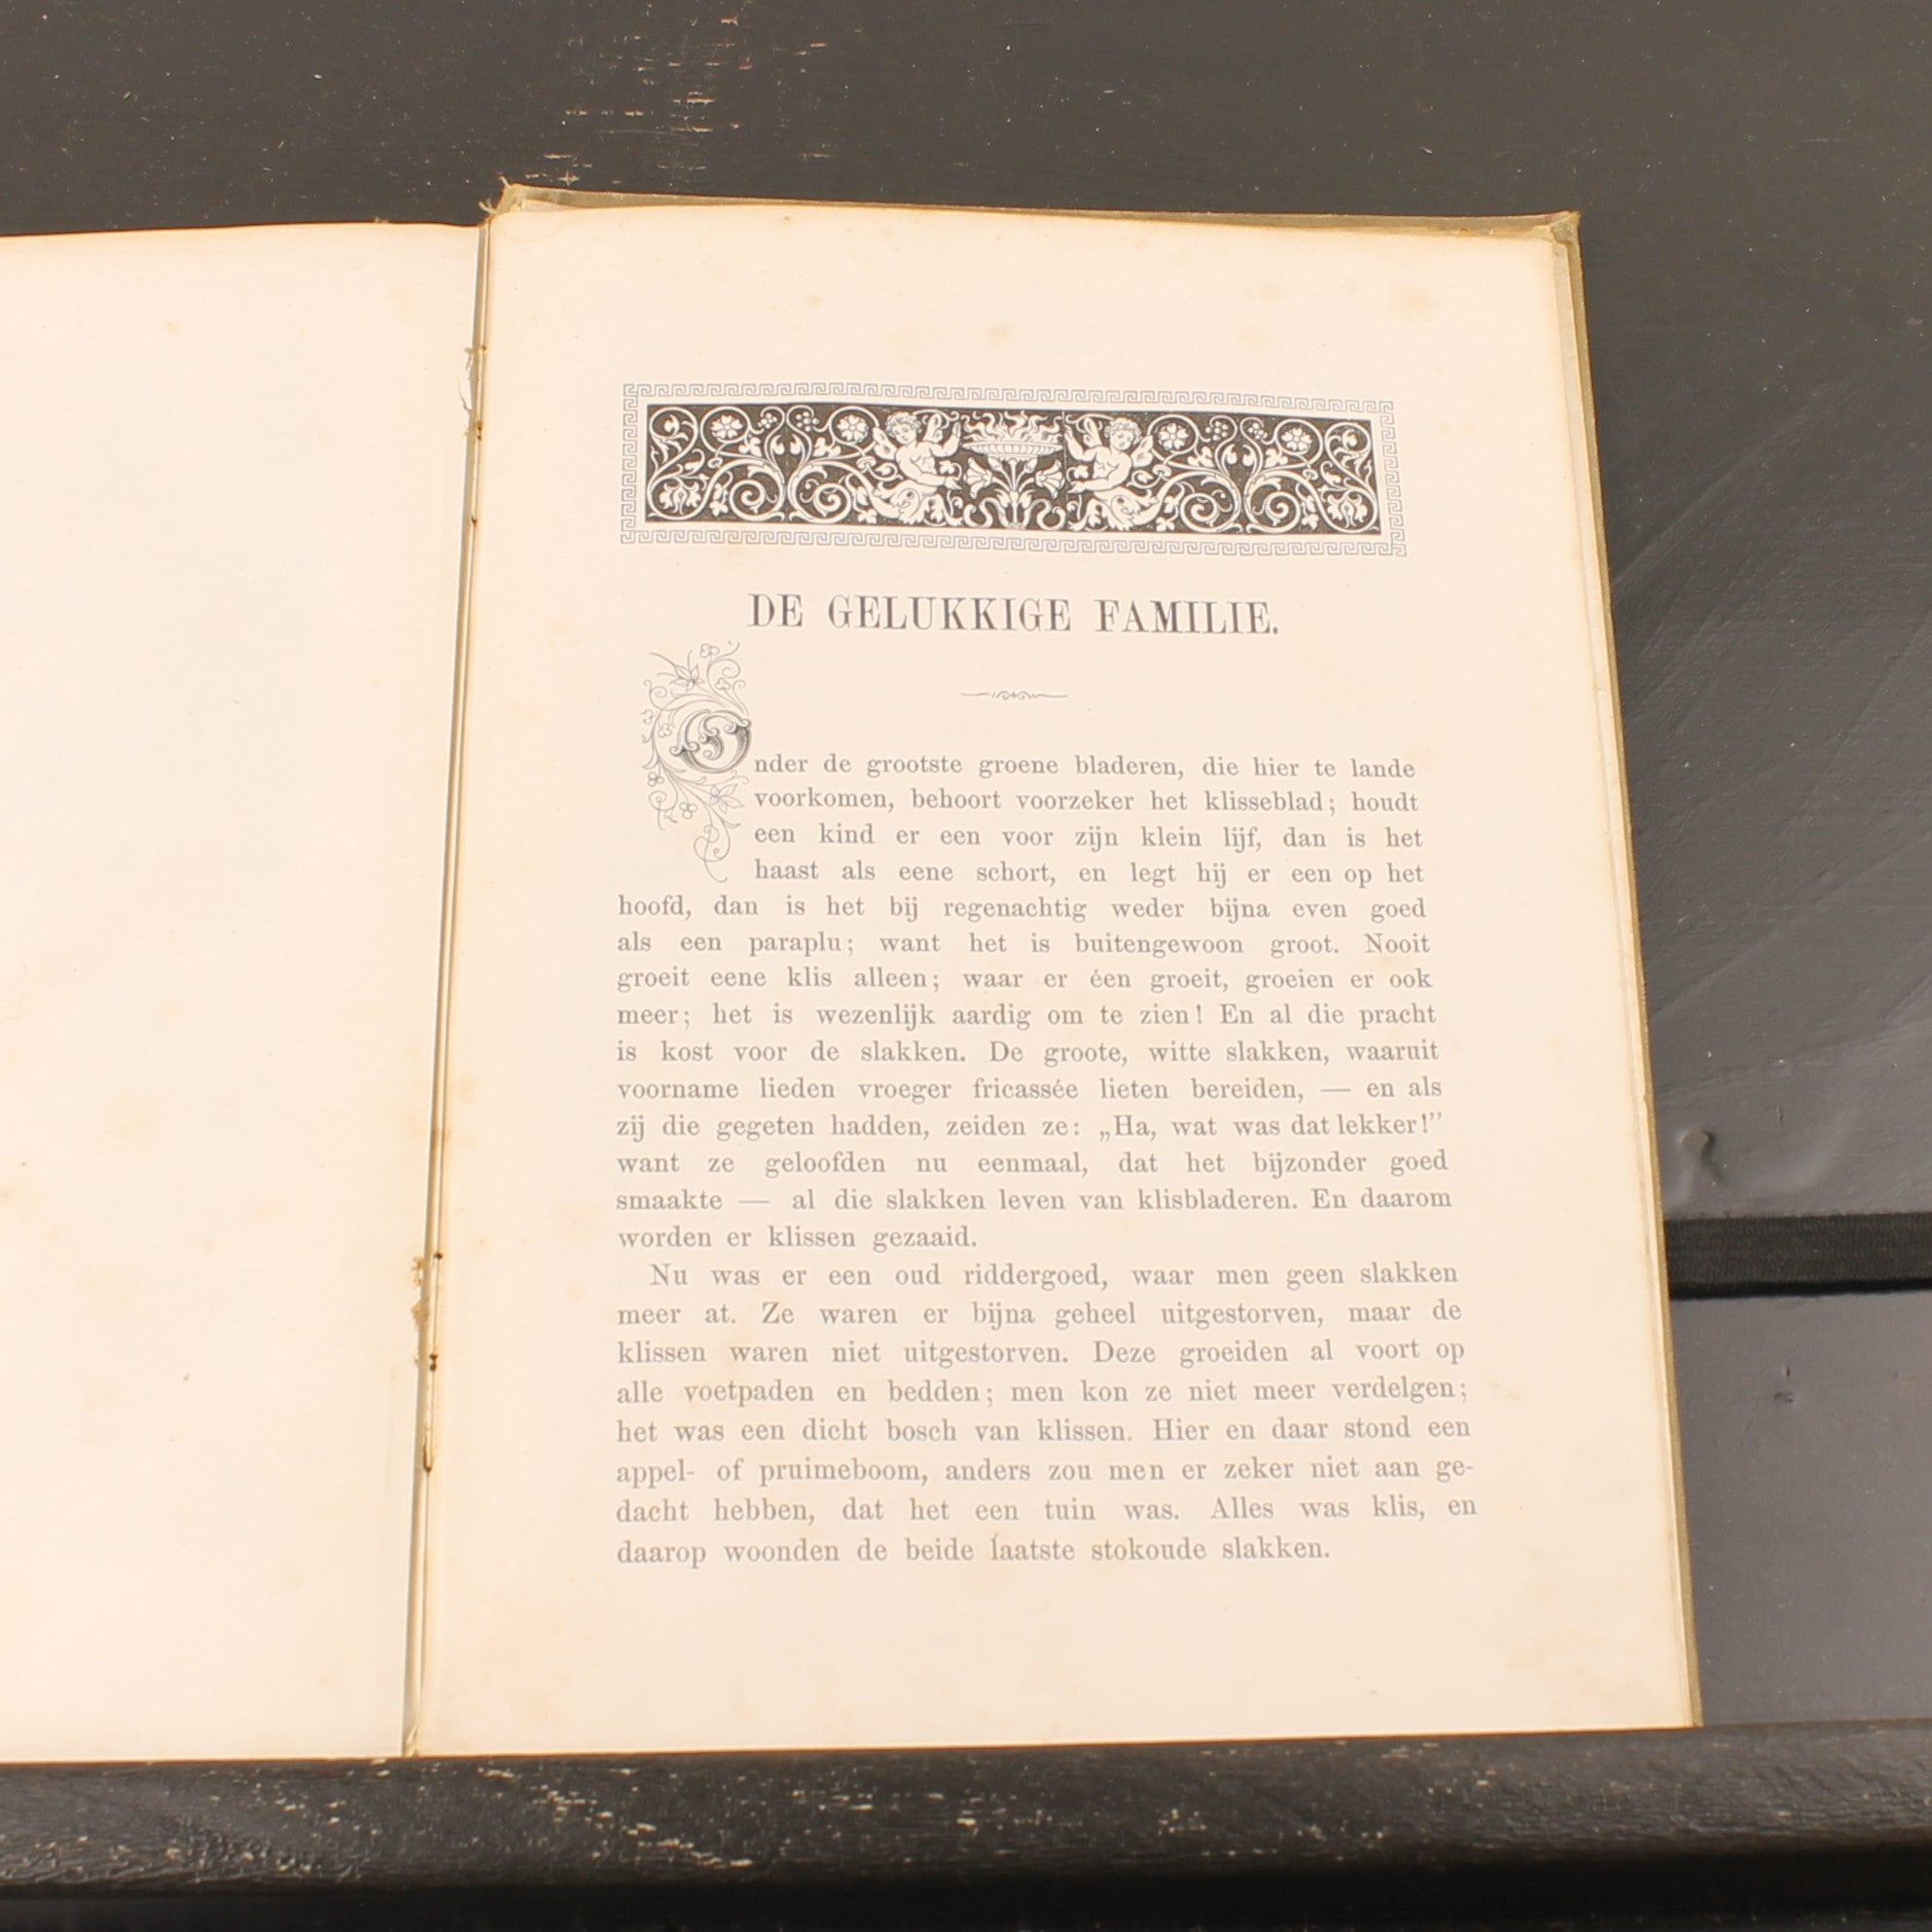 DE GELUKKIGE FAMILIE.
Onder de grootste groene bladeren, die hier te lande
voorkomen, behoort voorzeker het klisseblad; houdt
een kind er een voor zijn klein lijf, dan is het
haast als eene schort, en legt hij er een op het
hoofd, dan is het bij regenachtig weder bijna even goed
als een paraplu; want het is buitengewoon groot. Nooit
groeit eene klis alleen; waar er éen groeit, groeien er ook
meer; het is wezenlijk aardig om te zien! En al die pracht
is kost voor de slakken. De groote, witte slakken, waaruit
voorname lieden vroeger fricassée lieten bereiden, — en als
zij die gegeten hadden, zeiden ze: „Ha, wat was dat lekker!”
want ze geloofden nu eenmaal, dat het bijzonder goed
smaakte — al die slakken leven van klisbladeren. En daarom
worden er klissen gezaaid.
Nu was er een oud riddergoed, waar men geen slakken
meer at. Ze waren er bijna geheel uitgestorven, maar de
klissen waren niet uitgestorven. Deze groeiden al voort op
alle voetpaden en bedden; men kon ze niet meer verdelgen;
het was een dicht bosch van klissen. Hier en daar stond een
appel- of pruimeboom, anders zou men er zeker niet aan ge-
dacht hebben, dat het een tuin was. Alles was klis, en
daarop woonden de beide laatste stokoude slakken.